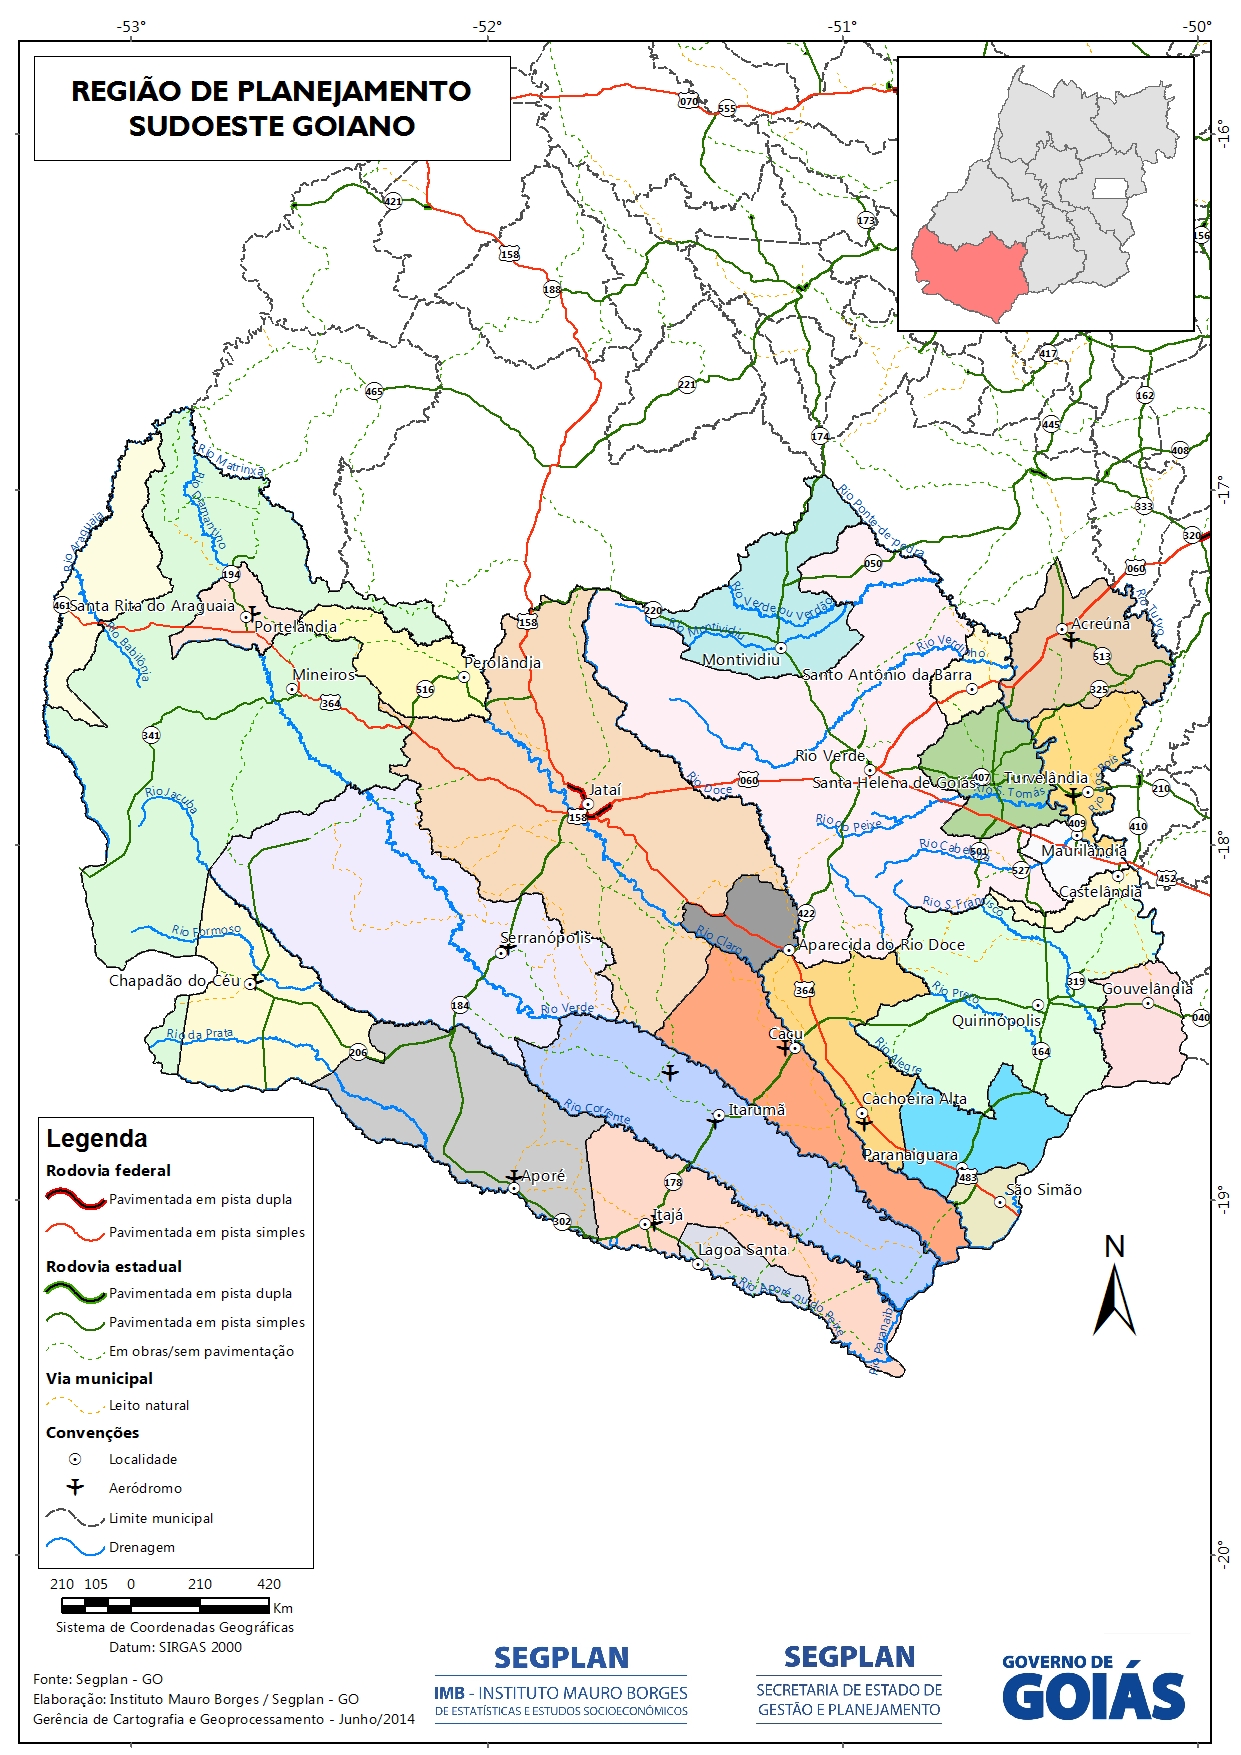 -53°
-52°
-51°
-50°
REGIÃO DE PLANEJAMENTO
SUDOESTE GOIANO
070
555
-16°
421
173
156
158
188
417
465
221
162
445
174
408
Rio Matrinxa
-17°
Rio Diamantino
Rio Ponte de pedra
333
Rio Araguaia
320
050
060
194
Rio Verde ou Verdão
Rio Turvo
461
Santa Rita do Araguaia
220
158
Portelândia
Rio Montividiu
Acreúna
Rio Babilônia
Rio Verdinho
Perolândia
Montividiu
513
Mineiros
Santo Antônio da Barra
516
325
364
341
Rio Verde
Rio dos Bois
Rio Doce
060
Santa Helena de Goiás
407
Turvelândia
Jataí
Rio S. Tomás
210
Rio Jacuba
158
Rio do Peixe
409
410
Rio Cabeleira
501
Maurilândia
-18°
527
452
Castelândia
Rio S Francisco
422
Rio Formoso
Serranópolis
Rio Claro
Aparecida do Rio Doce
Chapadão do Céu
319
Gouvelândia
364
Rio Preto
184
Rio Verde
040
Quirinópolis
Rio da Prata
Caçu
206
164
Rio Alegre
Cachoeira Alta
Rio Corrente
Itarumã
Legenda
Paranaiguara
Rodovia federal
Aporé
483
178
São Simão
-19°
Pavimentada em pista dupla
Itajá
302
Pavimentada em pista simples
Lagoa Santa
N
Rodovia estadual
Rio Aporé ou do Peixe
Pavimentada em pista dupla
Pavimentada em pista simples
Rio Paranaíb
Em obras/sem pavimentação
Via municipal
Leito natural
Convenções
Localidade
Aeródromo
Limite municipal
Drenagem
-20°
210 105 0 210 420
Km
Sistema de Coordenadas Geográficas
Datum: SIRGAS 2000
Fonte: Segplan - GO
Elaboração: Instituto Mauro Borges / Segplan - GO
Gerência de Cartografia e Geoprocessamento - Junho/2014
SEGPLAN
IMB - INSTITUTO MAURO BORGES
DE ESTATÍSTICAS E ESTUDOS SOCIOECONÔMICOS
SEGPLAN
SECRETARIA DE ESTADO DE
GESTÃO E PLANEJAMENTO
GOVERNO DE
GOIÁS